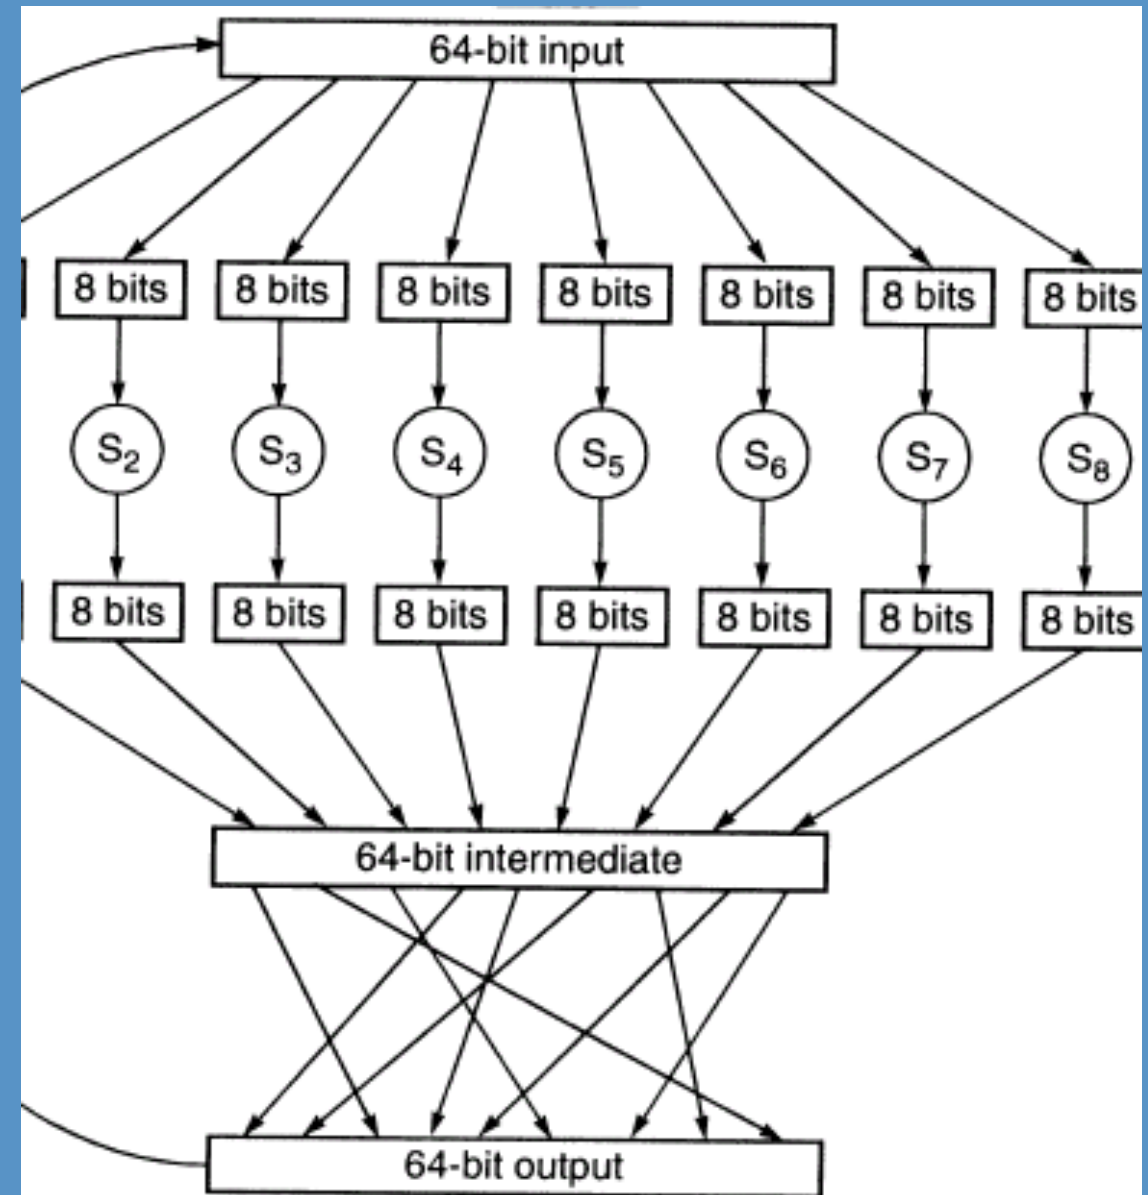 64-bit input
8 bits 8 bits 8 bits 8 bits 8 bits 8 bits 8 bits
S2 S3 S4 S5 S6 S7 S8
8 bits 8 bits 8 bits 8 bits 8 bits 8 bits 8 bits
64-bit intermediate
64-bit output